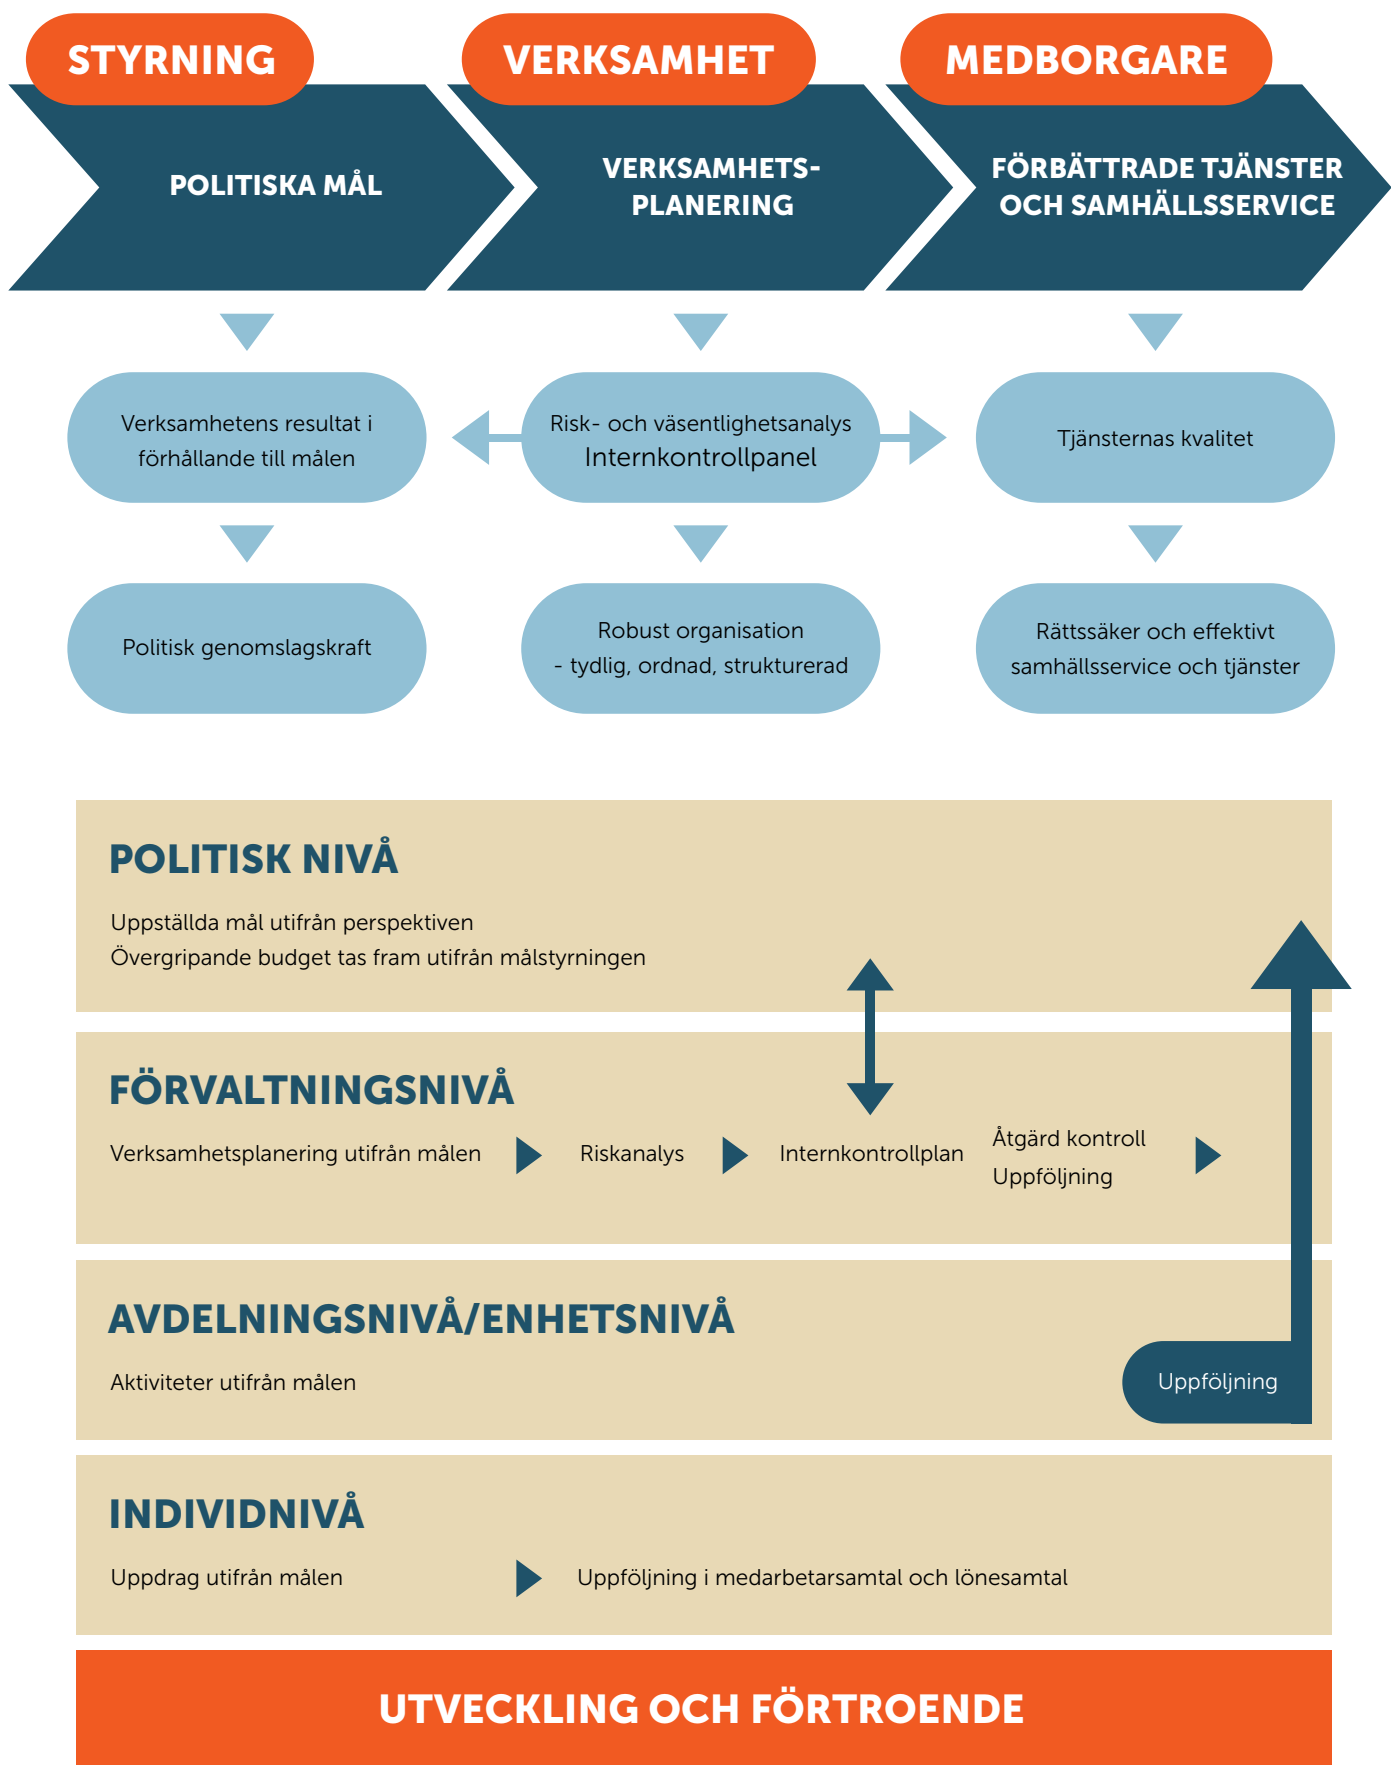 STYRNING
VERKSAMHET
MEDBORGARE
POLITISKA MÅL
VERKSAMHETS-
PLANERING
FÖRBÄTTRADE TJÄNSTER
OCH SAMHÄLLSSERVICE
Verksamhetens resultat i
förhållande till målen
Risk- och väsentlighetsanalys
Internkontrollpanel
Tjänsternas kvalitet
Politisk genomslagskraft
Robust organisation
- tydlig, ordnad, strukturerad
Rättssäker och effektivt
samhällsservice och tjänster
POLITISK NIVÅ
Uppställda mål utifrån perspektiven
Övergripande budget tas fram utifrån målstyrningen
FÖRVALTNINGSNIVÅ
Verksamhetsplanering utifrån målen
Riskanalys
Internkontrollplan
Åtgärd kontroll
Uppföljning
AVDELNINGSNIVÅ/ENHETSNIVÅ
Aktiviteter utifrån målen
Uppföljning
INDIVIDNIVÅ
Uppdrag utifrån målen
Uppföljning i medarbetarsamtal och lönesamtal
UTVECKLING OCH FÖRTROENDE